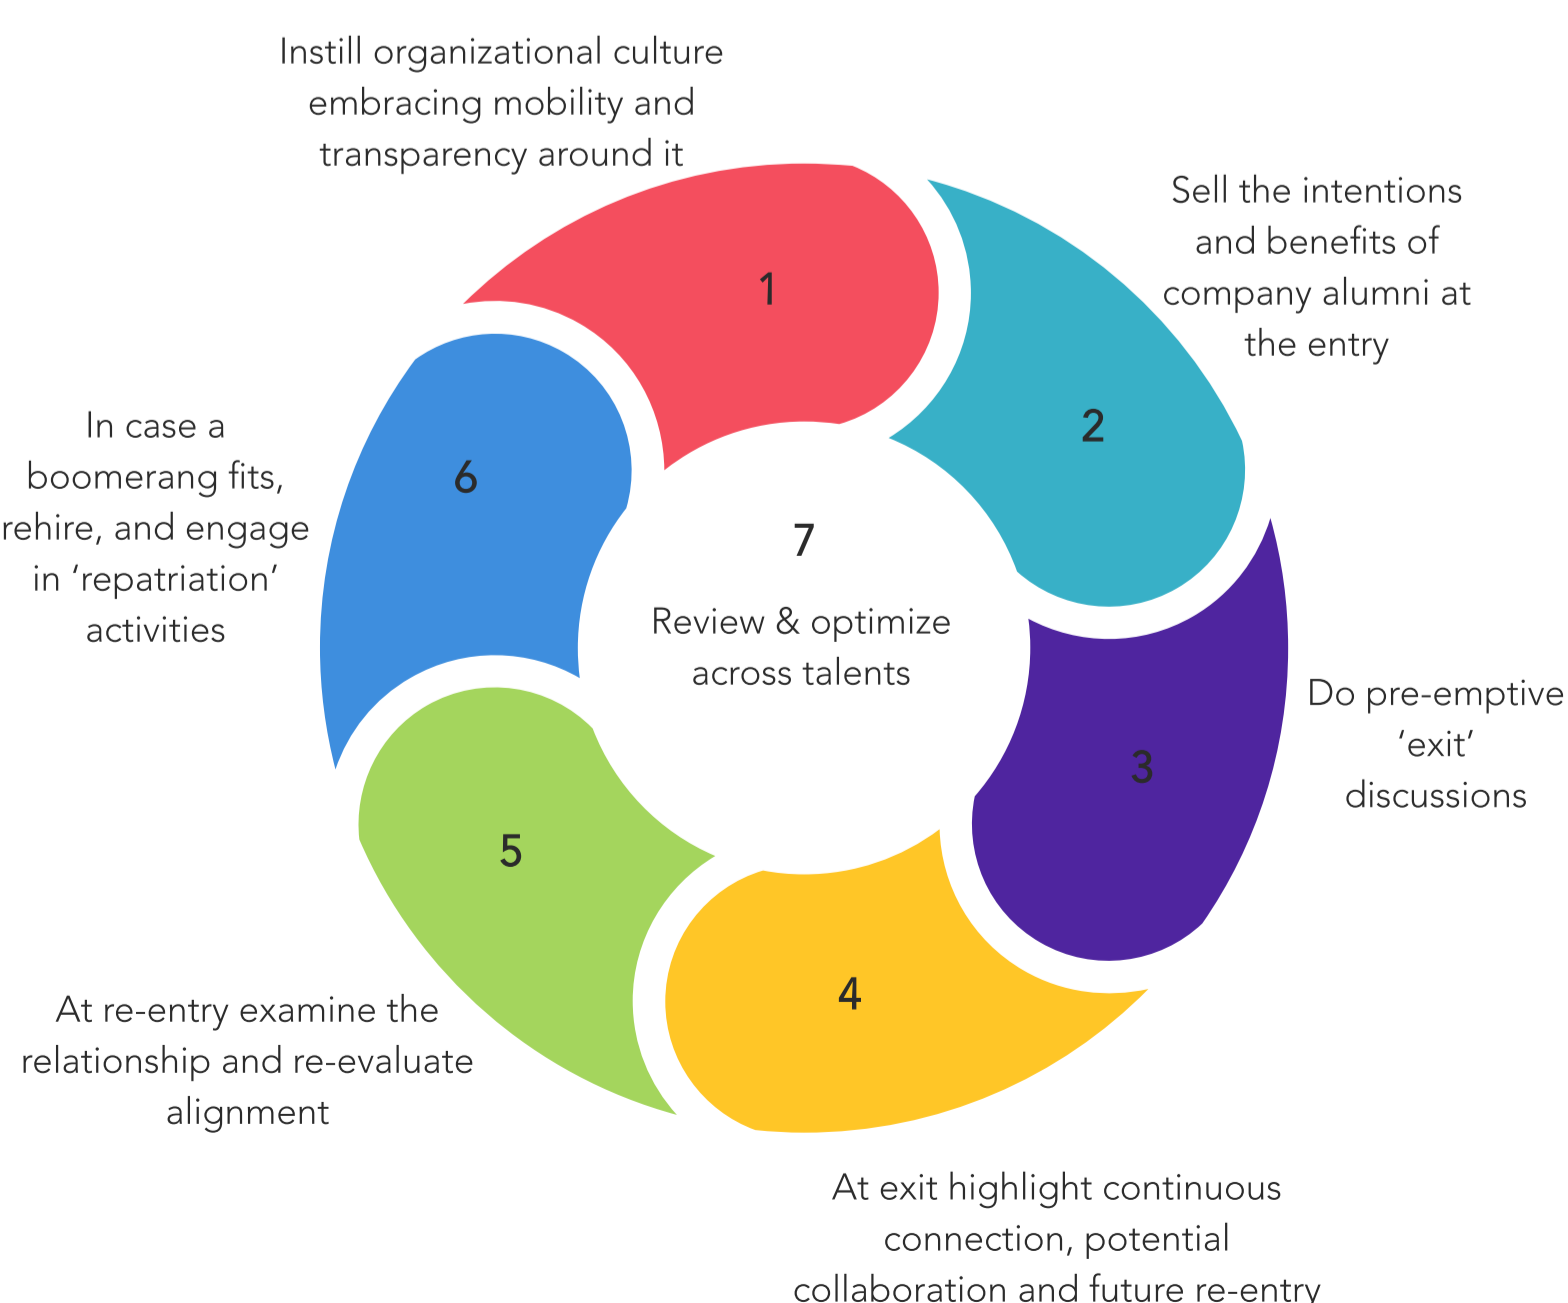 Instill organizational culture
embracing mobility and
transparency around it
1
Sell the intentions
and benefits of
company alumni at
the entry
2
Do pre-emptive
‘exit’
discussions
3
At exit highlight continuous
connection, potential
collaboration and future re-entry
4
At re-entry examine the
relationship and re-evaluate
alignment
5
In case a
boomerang fits,
rehire, and engage
in ‘repatriation’
activities
6
7
Review & optimize
across talents